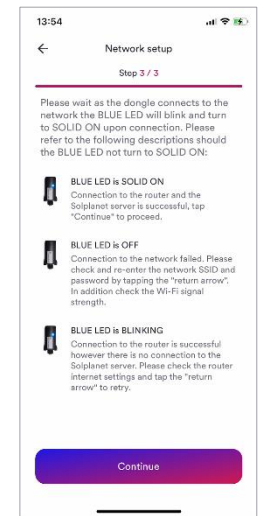 13:54
Network setup
Step 3 / 3
Please wait as the dongle connects to the
network the BLUE LED will blink and turn
to SOLID ON upon connection. Please
refer to the following descriptions should
the BLUE LED not turn to SOLID ON:
BLUE LED is SOLID ON
Connection to the router and the
Solplanet server is successful, tap
"Continue" to proceed.
BLUE LED is OFF
Connection to the network failed. Please
check and re-enter the network SSID and
password by tapping the "return arrow".
In addition check the Wi-Fi signal
strength.
BLUE LED is BLINKING
Connection to the router is successful
however there is no connection to the
Solplanet server. Please check the router
internet settings and tap the "return
arrow" to retry.
Continue